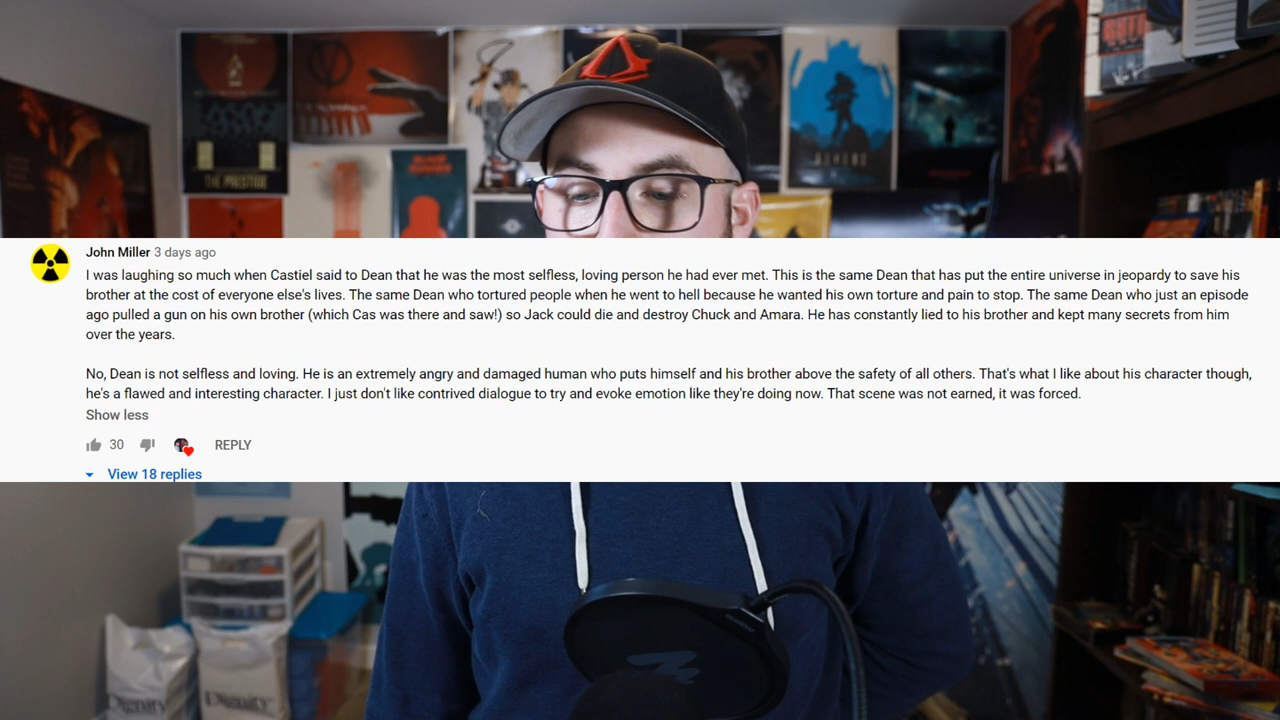 THE PRESTIGE
ATHENS
John Miller 3 days ago
I was laughing so much when Castiel said to Dean that he was the most selfless, loving person he had ever met. This is the same Dean that has put the entire universe in jeopardy to save his
brother at the cost of everyone else's lives. The same Dean who tortured people when he went to hell because he wanted his own torture and pain to stop. The same Dean who just an episode
ago pulled a gun on his own brother (which Cas was there and saw!) so Jack could die and destroy Chuck and Amara. He has constantly lied to his brother and kept many secrets from him
over the years.
No, Dean is not selfless and loving. He is an extremely angry and damaged human who puts himself and his brother above the safety of all others. That's what I like about his character though,
he's a flawed and interesting character. I just don't like contrived dialogue to try and evoke emotion like they're doing now. That scene was not earned, it was forced.
Show less
30 REPLY
View 18 replies
Dignity
Dignity